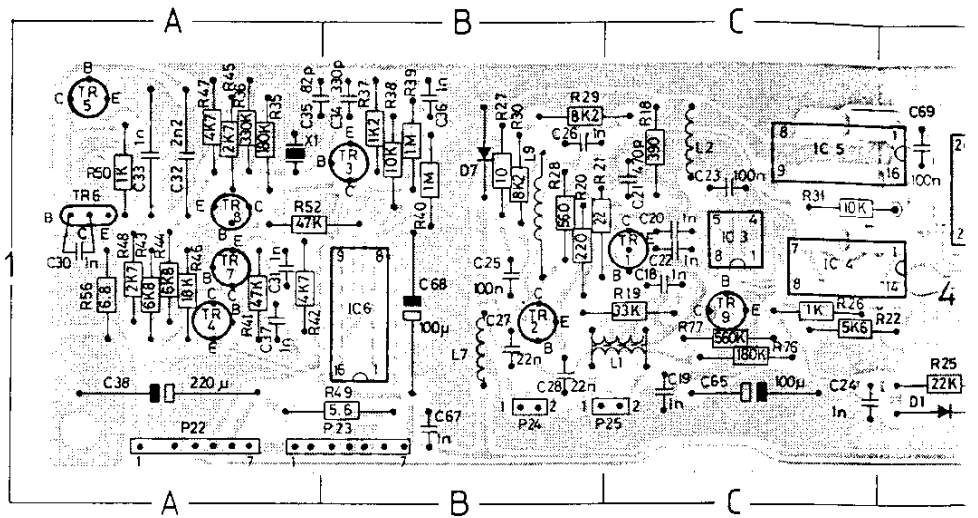 A B C
B
C TR 5 E
R47
4K7
R45
2K7
R36
330K
R35
180K
82p
C35
330p
C34
R37
1K2
R38
10K
R39
1M
1n
C36
X1
B
TR 3
E
C
R40
1M
R50
1K
1n
C33
2n2
C32
TR6
B C E
C30 1n
E TR 8 C
B
R52
47K
R48
2K7
R43
6K8
R44
6K8
R46
18K
R56
6.8
E
TR 7
B C
B C
TR 4
E
R41
47K
C31
1n
C37
1n
R42
4K7
9 8
IC6
16 1
C68
100µ
C38 220µ
R49
5.6
C67
1n
P22
1 7
P23
1 7
D7
R27
10
R30
8K2
L9
R28
560
R20
220
R21
22
R29
8K2
C26 1n
C21 470p
R18
390
L2
C23 100n
C20 1n
C22 1n
C18 1n
TR 1
B
C25
100n
C27
22n
C TR 2 E
B
R19
33K
L7
L1
C28 22n
1 2
P24
1 2
P25
C19
1n
5 4
IC 3
8 1
C TR 9 E
B
R77
560K
R76
180K
C65 100µ
8 1
IC 5
9 16
C69
100n
R31
10K
7 1
IC 4
8 14
R26
1K
R22
5K6
C24
1n
R25
22K
D1
1
4
A B C